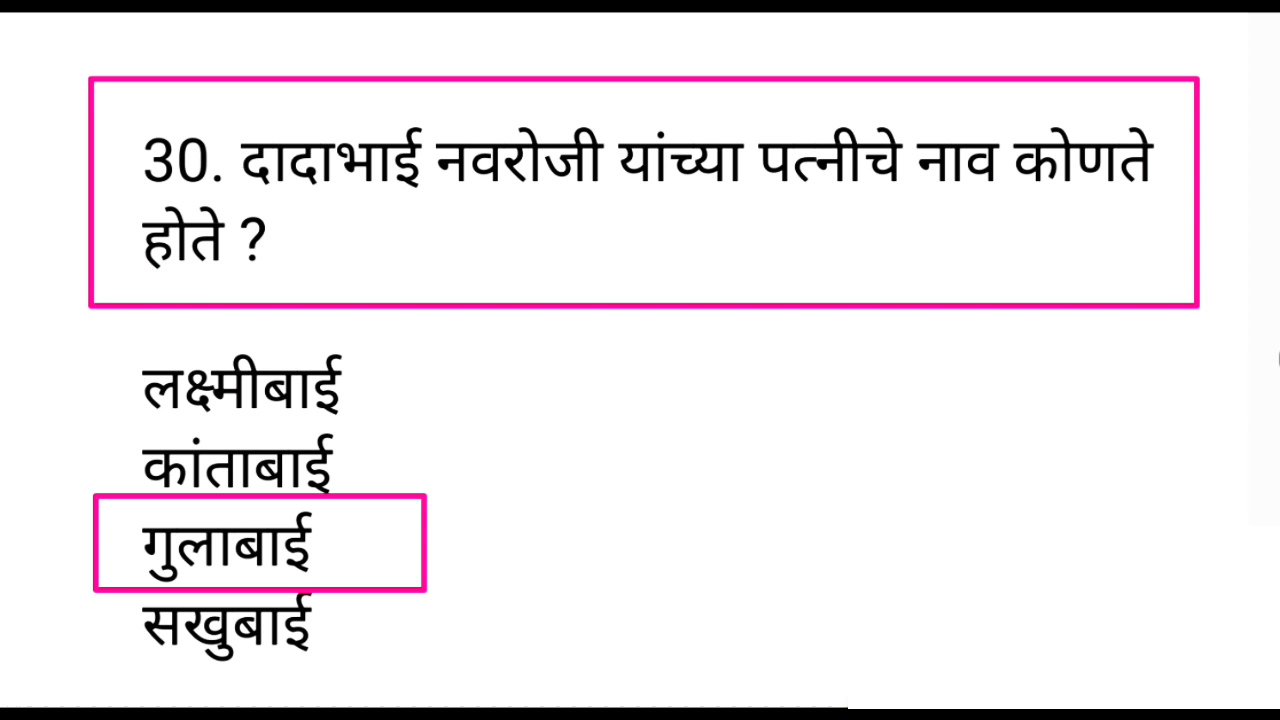 30. दादाभाई नवरोजी यांच्या पत्नीचे नाव कोणते
होते ?
लक्ष्मीबाई
कांताबाई
गुलाबाई
सखुबाई